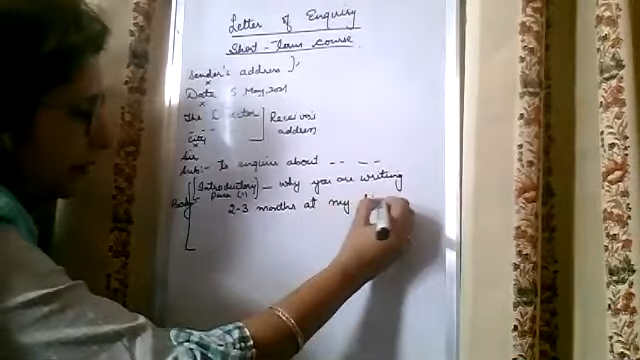 Letter of Enquiry
Short-Term course
Sender's address
Date 5 May, 2021
The Director Receiver's
City address
Sir
Sub:- To enquire about -- -- --
Introductory — why you are writing
Para (1)
Body
2-3 months at my